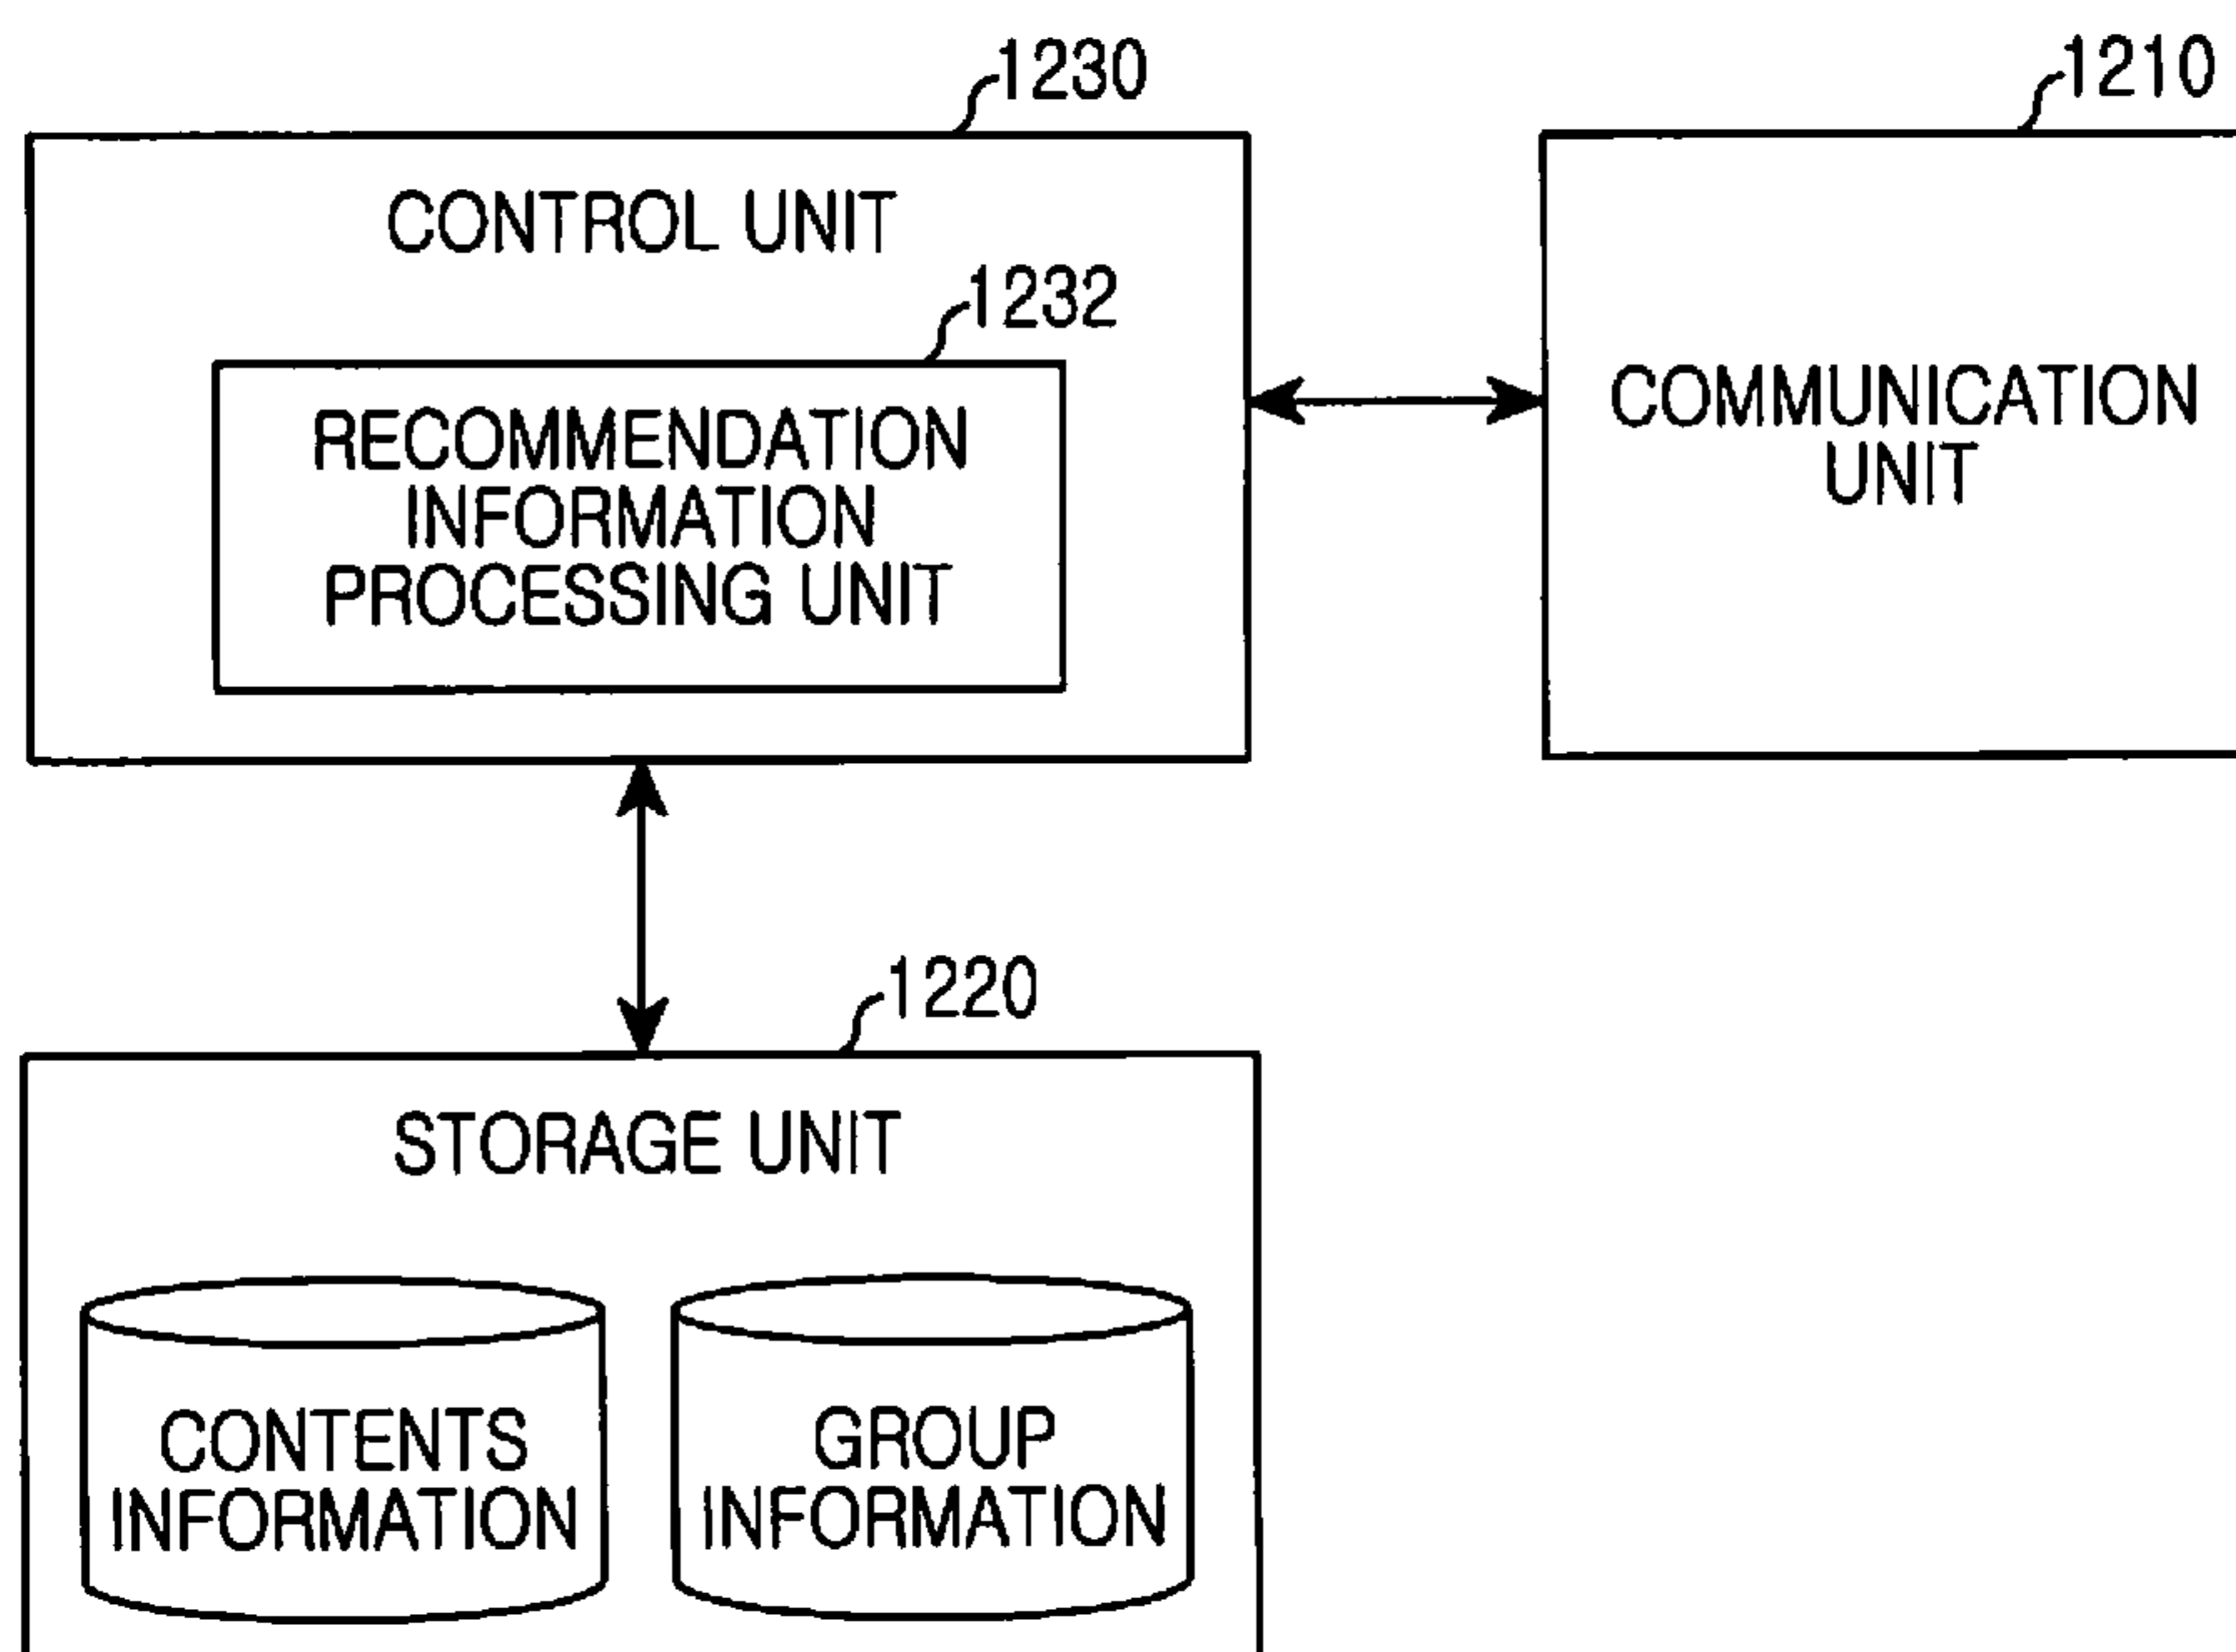 1230
1210
CONTROL UNIT
1232
RECOMMENDATION
INFORMATION
PROCESSING UNIT
COMMUNICATION
UNIT
1220
STORAGE UNIT
CONTENTS
INFORMATION
GROUP
INFORMATION